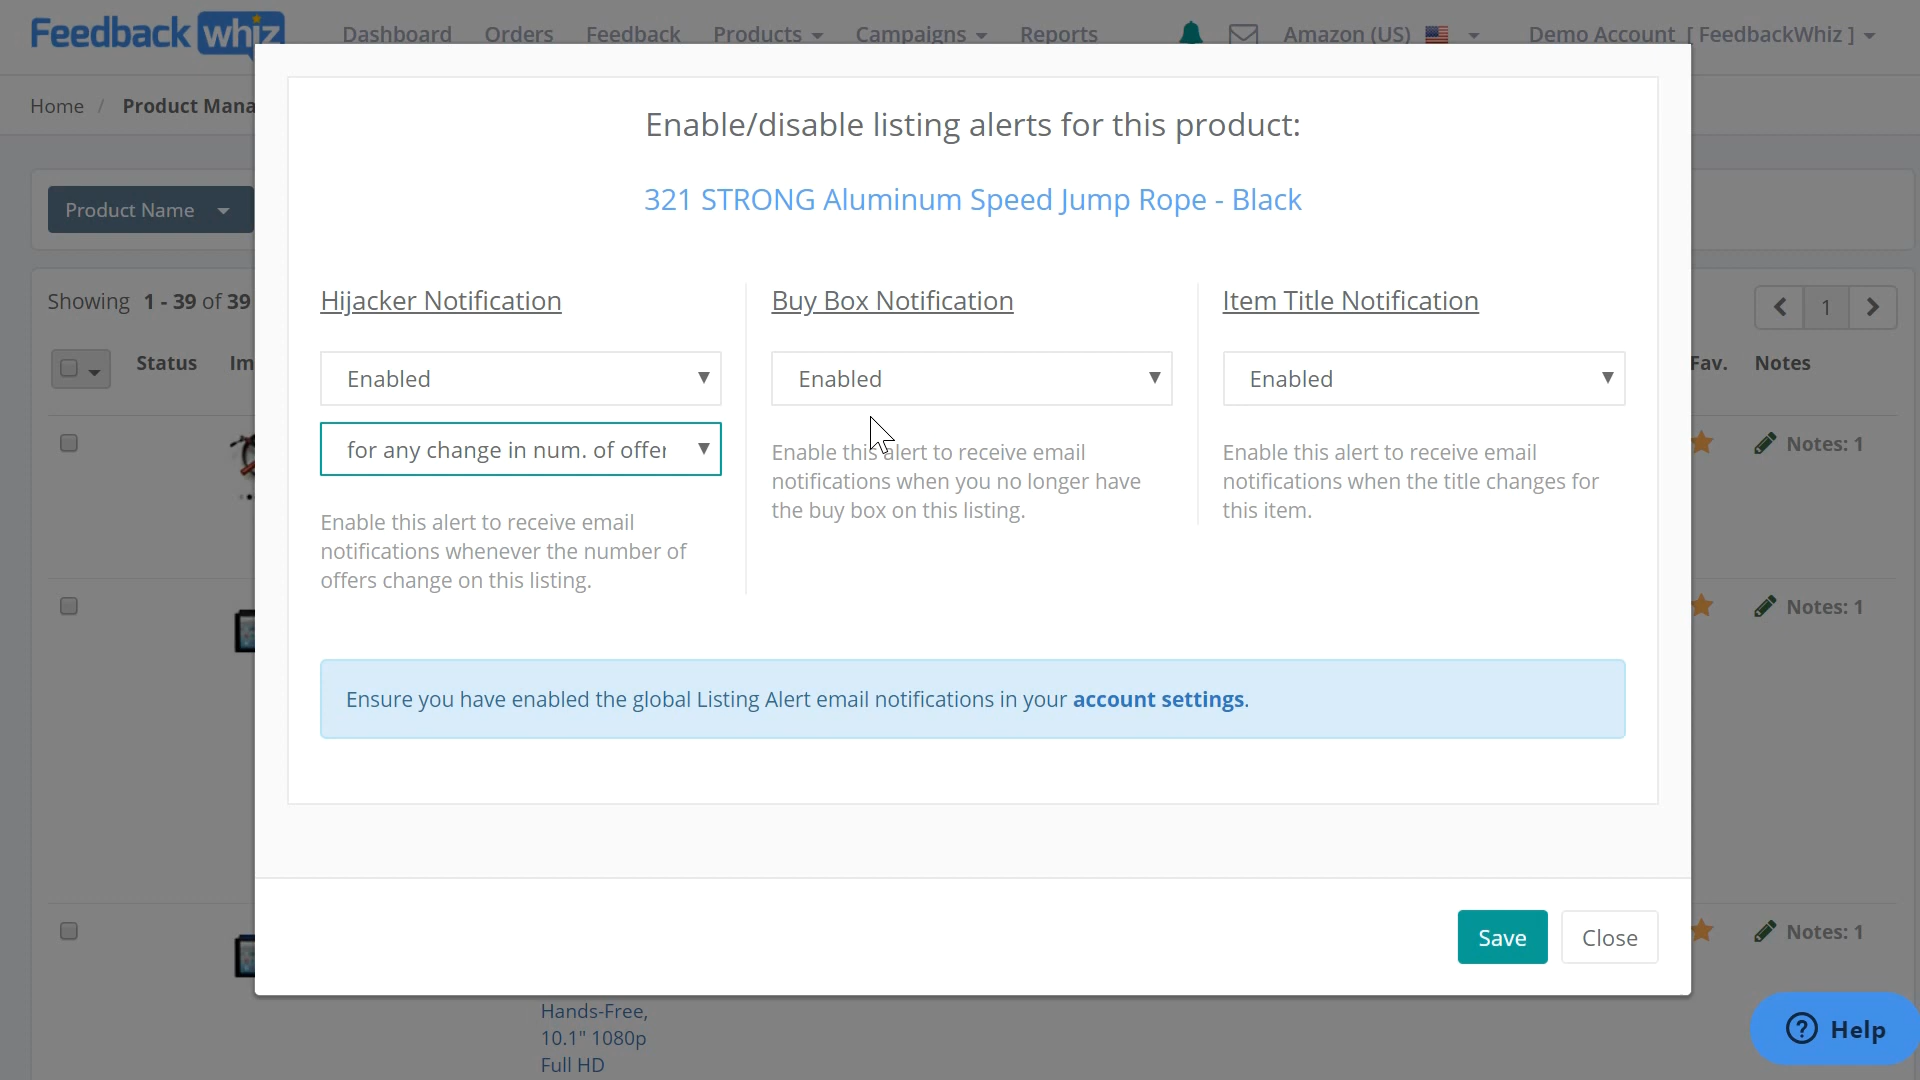 Feedback whiz Dashboard Orders Feedback Products Campaigns Reports Amazon (US) Demo Account [ FeedbackWhiz ]
Home / Product Mana
Enable/disable listing alerts for this product:
321 STRONG Aluminum Speed Jump Rope - Black
Product Name
Showing 1 - 39 of 39
1
Status Im
Fav. Notes
Hijacker Notification
Enabled
for any change in num. of offer
Enable this alert to receive email
notifications whenever the number of
offers change on this listing.
Buy Box Notification
Enabled
Enable this alert to receive email
notifications when you no longer have
the buy box on this listing.
Item Title Notification
Enabled
Enable this alert to receive email
notifications when the title changes for
this item.
Notes: 1
Notes: 1
Ensure you have enabled the global Listing Alert email notifications in your account settings.
Notes: 1
Save Close
Hands-Free,
10.1" 1080p
Full HD
? Help